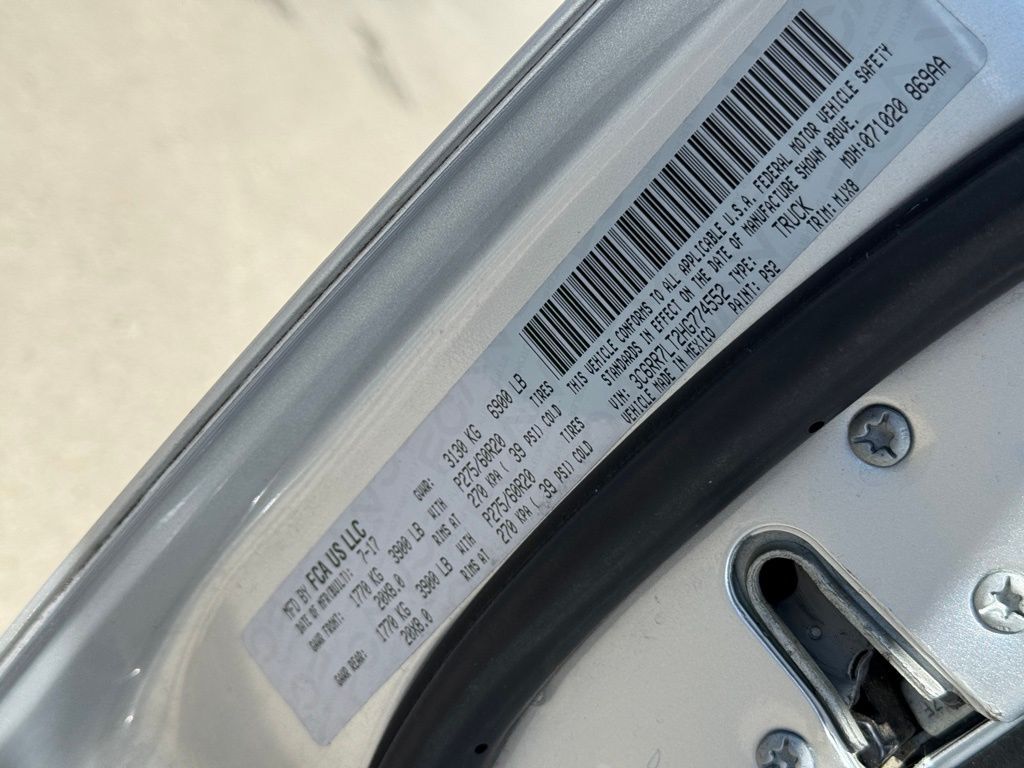 MFD BY FCA US LLC
DATE OF MFR: 7-17 GVWR: 3130 KG 6900 LB
GAWR FRONT: 1770 KG 3900 LB WITH P275/60R20 TIRES
20X8.0 RIMS AT 270 KPA ( 39 PSI) COLD
GAWR REAR: 1770 KG 3900 LB WITH P275/60R20 TIRES
20X8.0 RIMS AT 270 KPA ( 39 PSI) COLD
THIS VEHICLE CONFORMS TO ALL APPLICABLE U.S.A. FEDERAL MOTOR VEHICLE SAFETY
STANDARDS IN EFFECT ON THE DATE OF MANUFACTURE SHOWN ABOVE.
MDH: 071020 869AA
VIN: 3C6RR7LT2HG774552 TYPE: TRUCK
VEHICLE MADE IN MEXICO PAINT: PS2 TRIM: MJX8